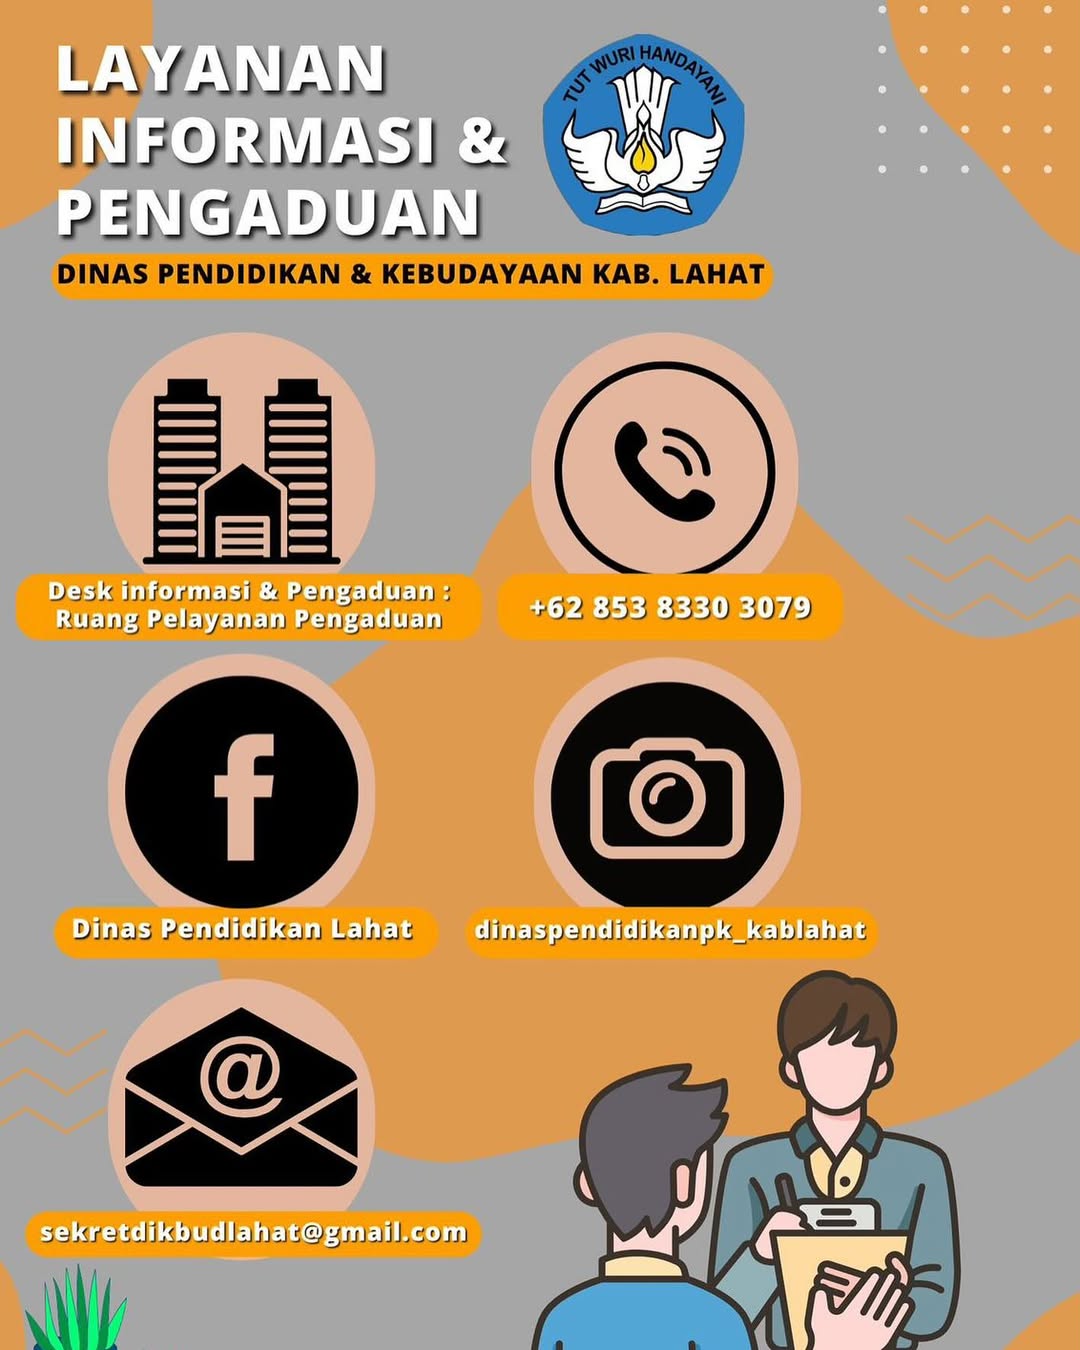 LAYANAN
INFORMASI &
PENGADUAN
TUT WURI HANDAYANI
DINAS PENDIDIKAN & KEBUDAYAAN KAB. LAHAT
Desk informasi & Pengaduan :
Ruang Pelayanan Pengaduan
+62 853 8330 3079
Dinas Pendidikan Lahat
dinaspendidikanpk_kablahat
sekretdikbudlahat@gmail.com